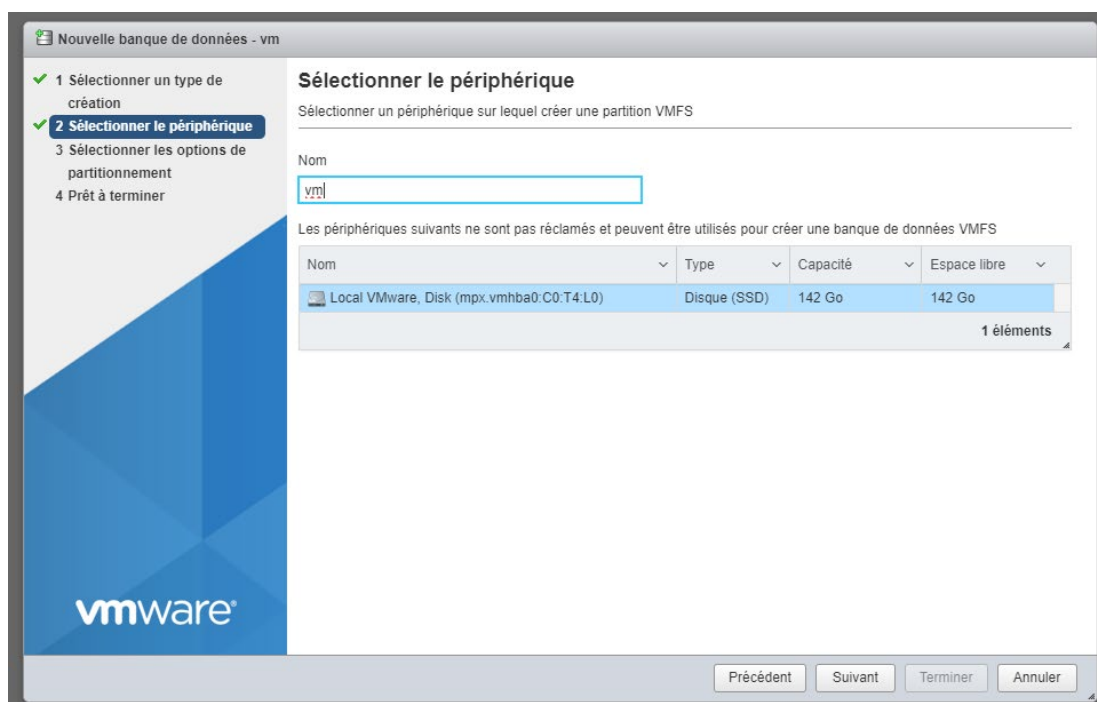 Nouvelle banque de données - vm
1 Sélectionner un type de
création
2 Sélectionner le périphérique
3 Sélectionner les options de
partitionnement
4 Prêt à terminer
Sélectionner le périphérique
Sélectionner un périphérique sur lequel créer une partition VMFS
Nom
vm
Les périphériques suivants ne sont pas réclamés et peuvent être utilisés pour créer une banque de données VMFS
Nom Type Capacité Espace libre
Local VMware, Disk (mpx.vmhba0:C0:T4:L0) Disque (SSD) 142 Go 142 Go
1 éléments
vmware®
Précédent Suivant Terminer Annuler